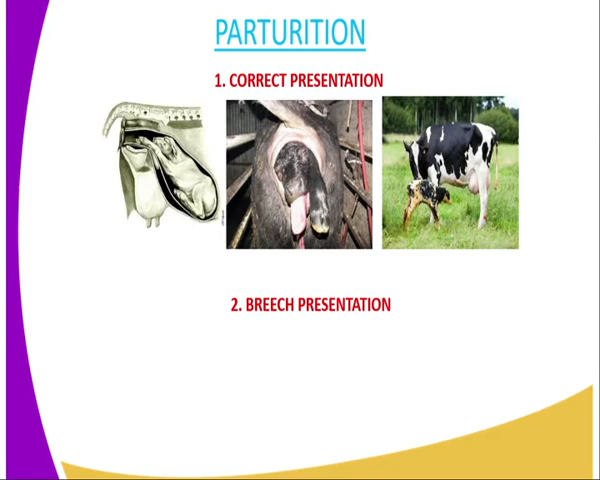 PARTURITION
1. CORRECT PRESENTATION
2. BREECH PRESENTATION